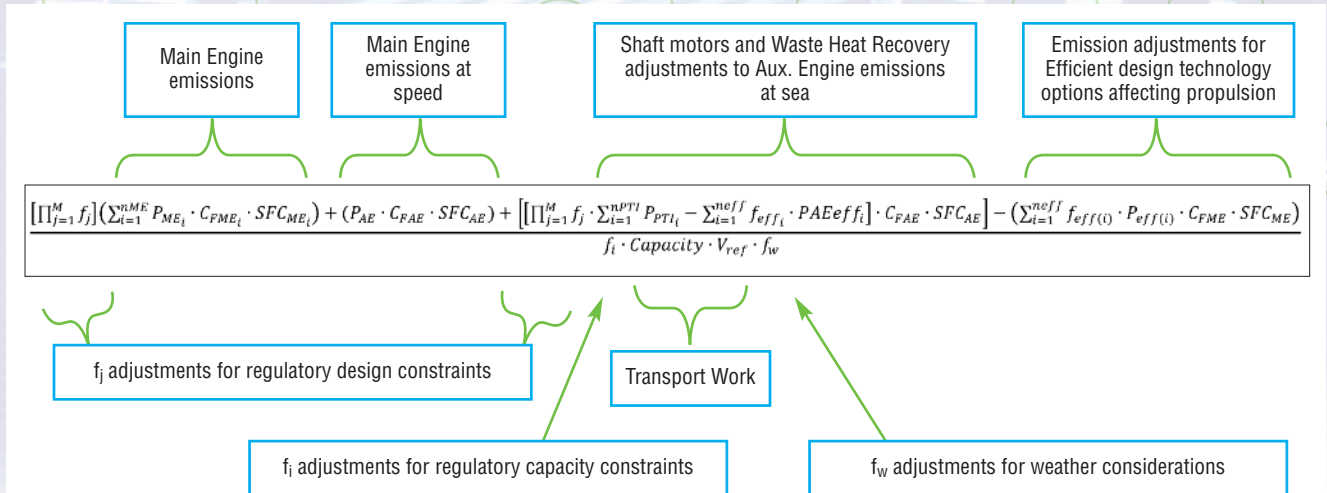 Main Engine
emissions
Main Engine
emissions at
speed
Shaft motors and Waste Heat Recovery
adjustments to Aux. Engine emissions
at sea
Emission adjustments for
Efficient design technology
options affecting propulsion
[∏_{j=1}^{M} f_j](∑_{i=1}^{nME} P_{ME_i} · C_{FME_i} · SFC_{ME_i}) + (P_{AE} · C_{FAE} · SFC_{AE}) + [[∏_{j=1}^{M} f_j · ∑_{i=1}^{nPTI} P_{PTI_i} − ∑_{i=1}^{neff} f_{eff_i} · PAEeff_i] · C_{FAE} · SFC_{AE}] − (∑_{i=1}^{neff} f_{eff(i)} · P_{eff(i)} · C_{FME} · SFC_{ME})
f_i · Capacity · V_{ref} · f_w
f_j adjustments for regulatory design constraints
Transport Work
f_i adjustments for regulatory capacity constraints
f_w adjustments for weather considerations